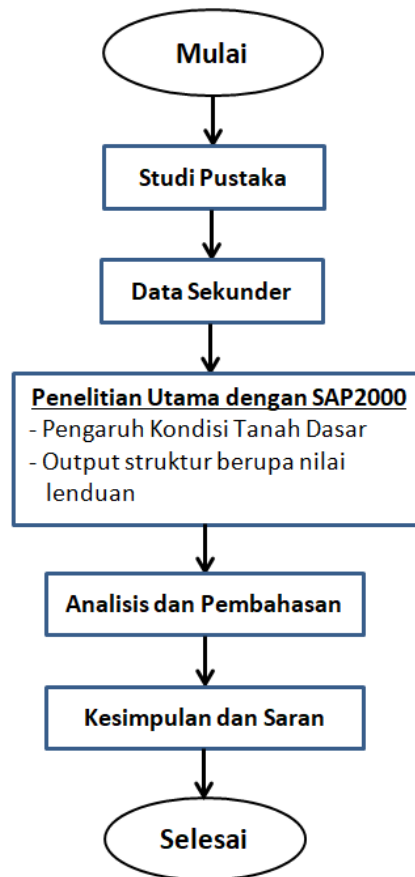 Mulai
Studi Pustaka
Data Sekunder
Penelitian Utama dengan SAP2000
- Pengaruh Kondisi Tanah Dasar
- Output struktur berupa nilai
lenduan
Analisis dan Pembahasan
Kesimpulan dan Saran
Selesai